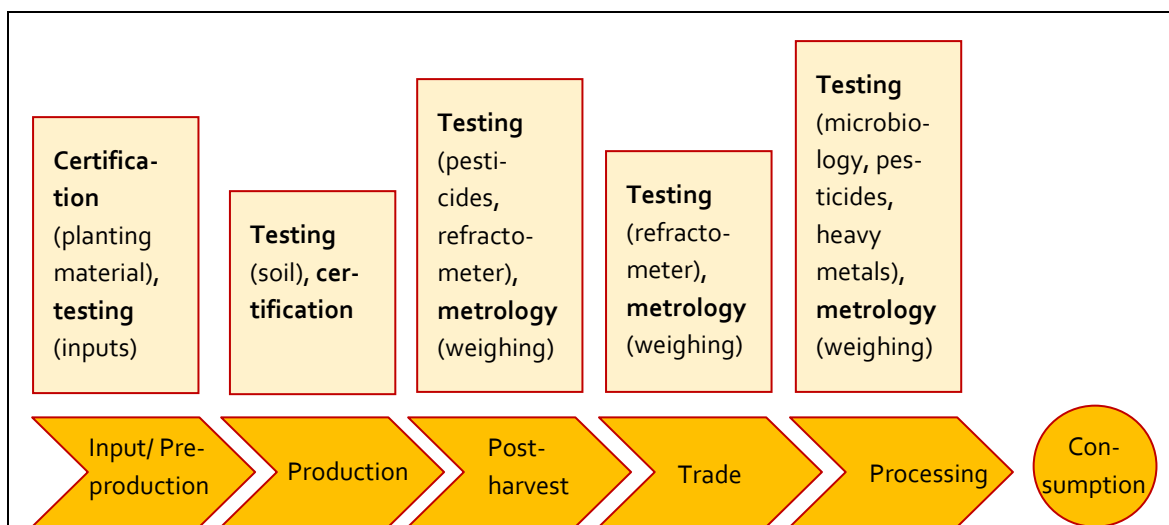 Certifica-
tion
(planting
material),
testing
(inputs)
Testing
(soil), cer-
tification
Testing
(pesti-
cides,
refracto-
meter),
metrology
(weighing)
Testing
(refracto-
meter),
metrology
(weighing)
Testing
(microbio-
logy, pes-
ticides,
heavy
metals),
metrology
(weighing)
Input/ Pre-
production
Production
Post-
harvest
Trade
Processing
Con-
sumption